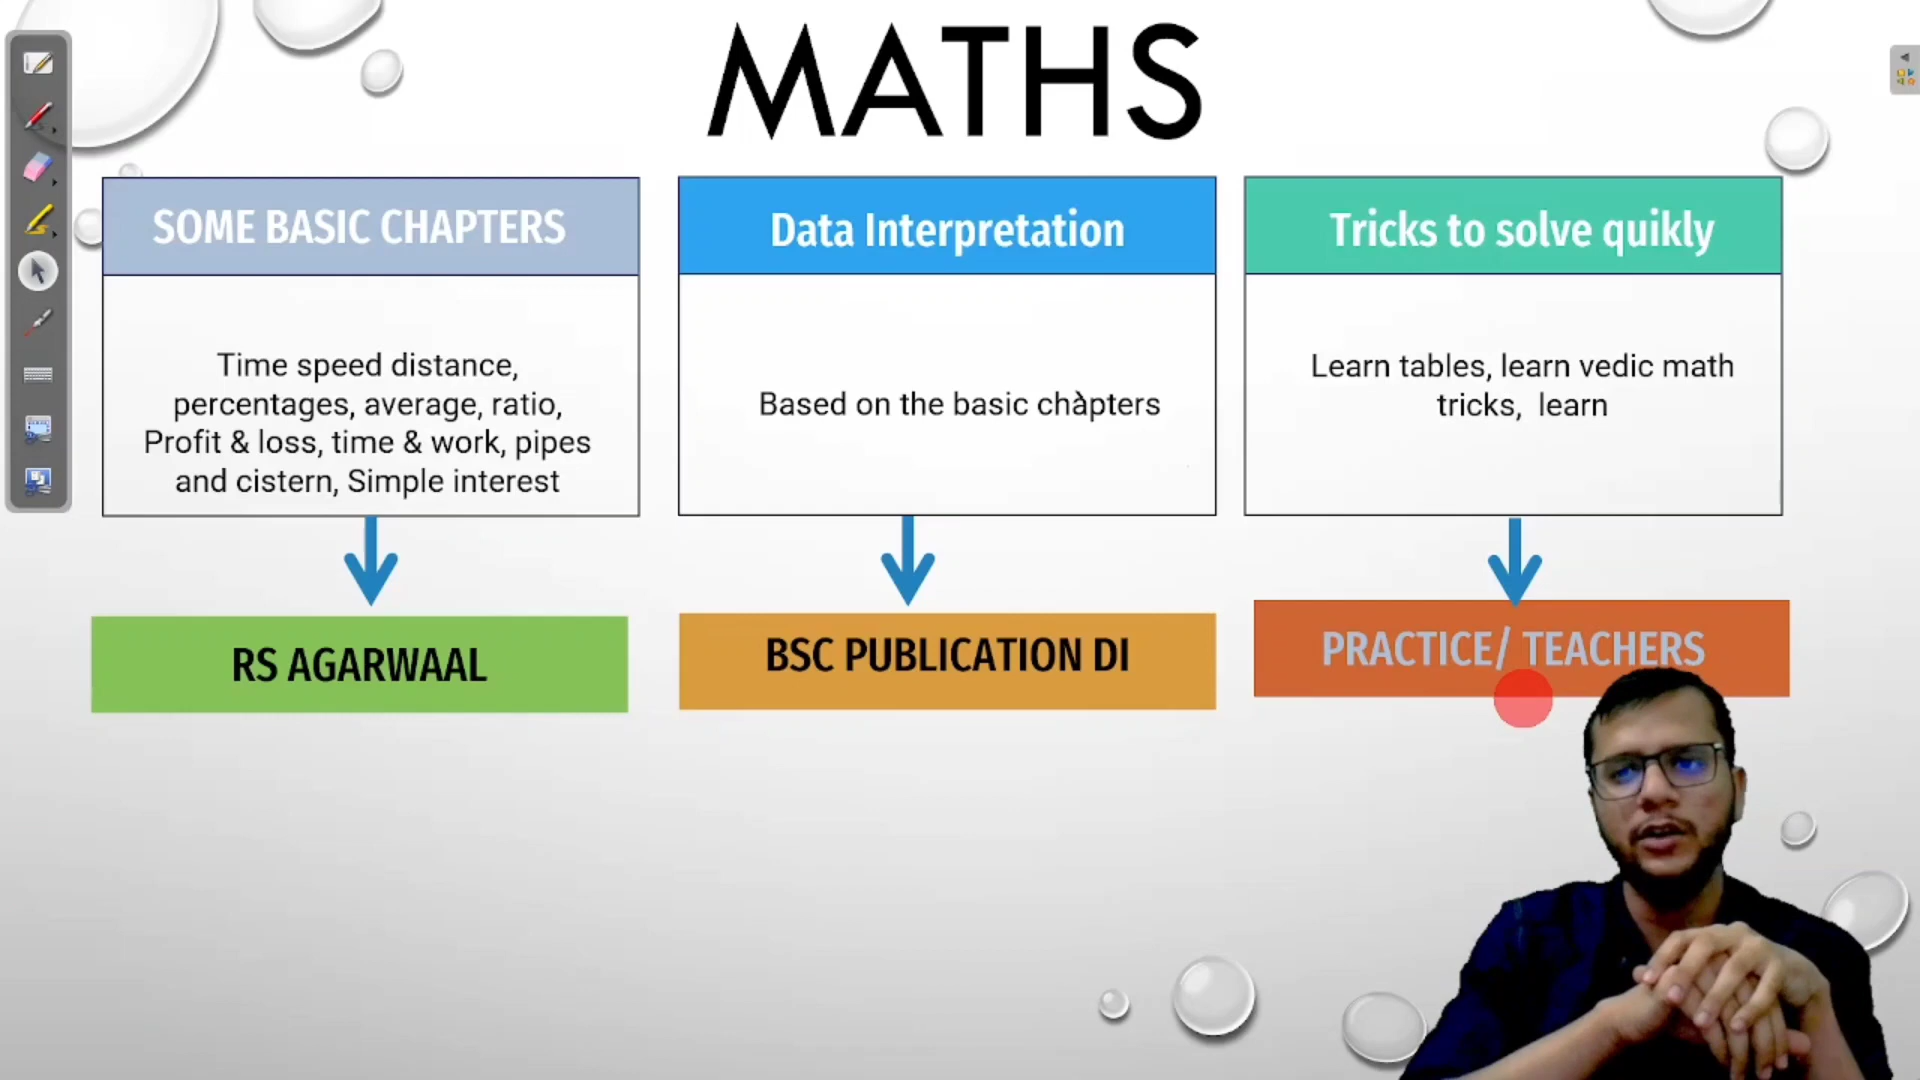 MATHS
SOME BASIC CHAPTERS
Time speed distance,
percentages, average, ratio,
Profit & loss, time & work, pipes
and cistern, Simple interest
RS AGARWAAL
Data Interpretation
Based on the basic chapters
BSC PUBLICATION DI
Tricks to solve quikly
Learn tables, learn vedic math
tricks, learn
PRACTICE/ TEACHERS